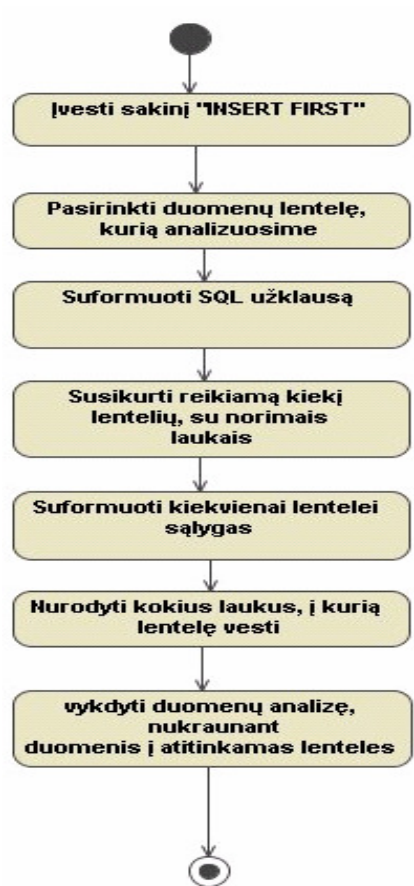 Įvesti sakinį "INSERT FIRST"
Pasirinkti duomenų lentelę,
kurią analizuosime
Suformuoti SQL užklausą
Susikurti reikiamą kiekį
lentelių, su norimais
laukais
Suformuoti kiekvienai lentelei
sąlygas
Nurodyti kokius laukus, į kurią
lentelę vesti
vykdyti duomenų analizę,
nukraunant
duomenis į atitinkamas lenteles